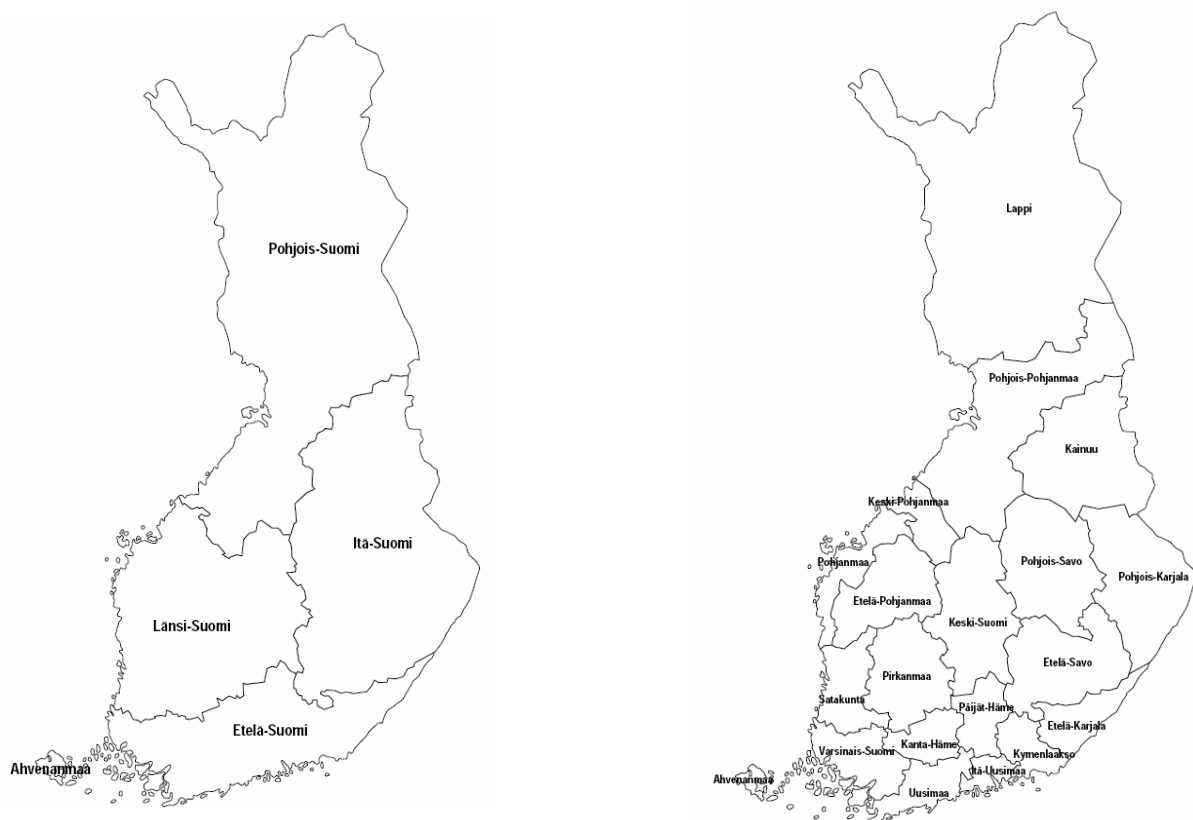 Pohjois-Suomi
Itä-Suomi
Länsi-Suomi
Etelä-Suomi
Ahvenanmaa
Lappi
Pohjois-Pohjanmaa
Kainuu
Keski-Pohjanmaa
Pohjanmaa
Pohjois-Savo
Pohjois-Karjala
Etelä-Pohjanmaa
Keski-Suomi
Etelä-Savo
Pirkanmaa
Satakunta
Päijät-Häme
Etelä-Karjala
Varsinais-Suomi
Kanta-Häme
Kymenlaakso
Itä-Uusimaa
Ahvenanmaa
Uusimaa